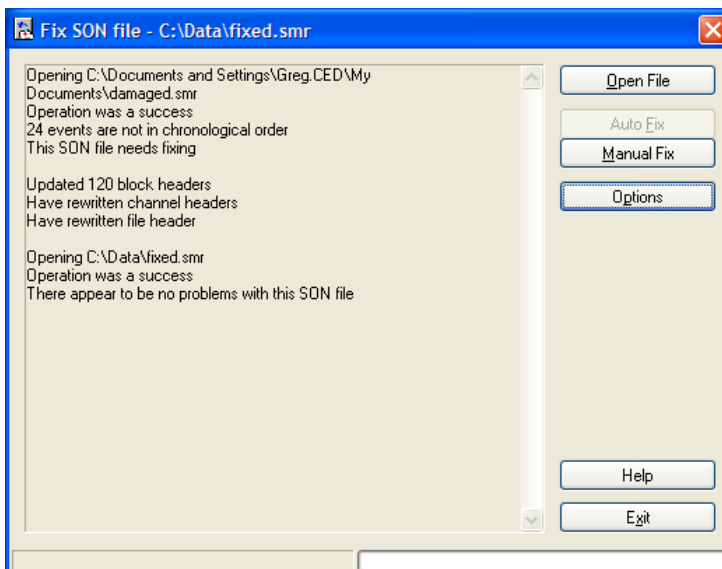 Fix SON file - C:\Data\fixed.smr
Opening C:\Documents and Settings\Greg.CED\My
Documents\damaged.smr
Operation was a success
24 events are not in chronological order
This SON file needs fixing
Updated 120 block headers
Have rewritten channel headers
Have rewritten file header
Opening C:\Data\fixed.smr
Operation was a success
There appear to be no problems with this SON file
Open File
Auto Fix
Manual Fix
Options
Help
Exit